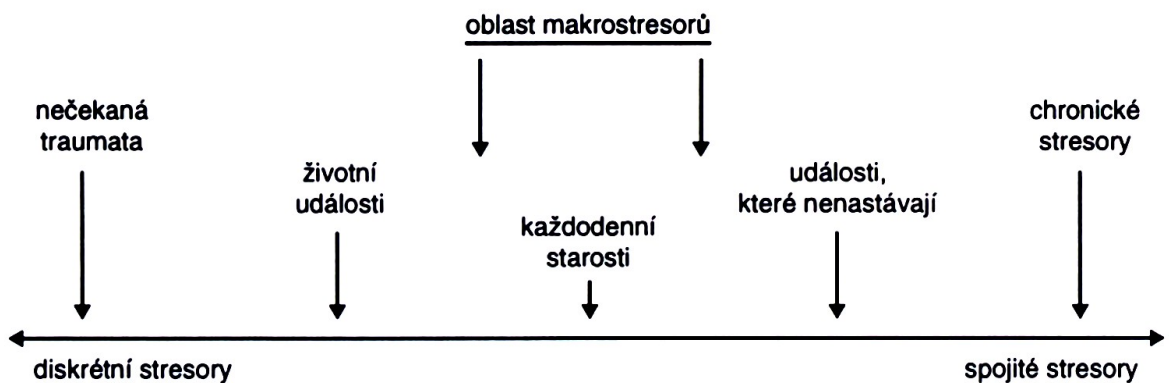 oblast makrostresorů
nečekaná
traumata
chronické
stresory
životní
události
události,
které nenastávají
každodenní
starosti
diskrétní stresory
spojité stresory